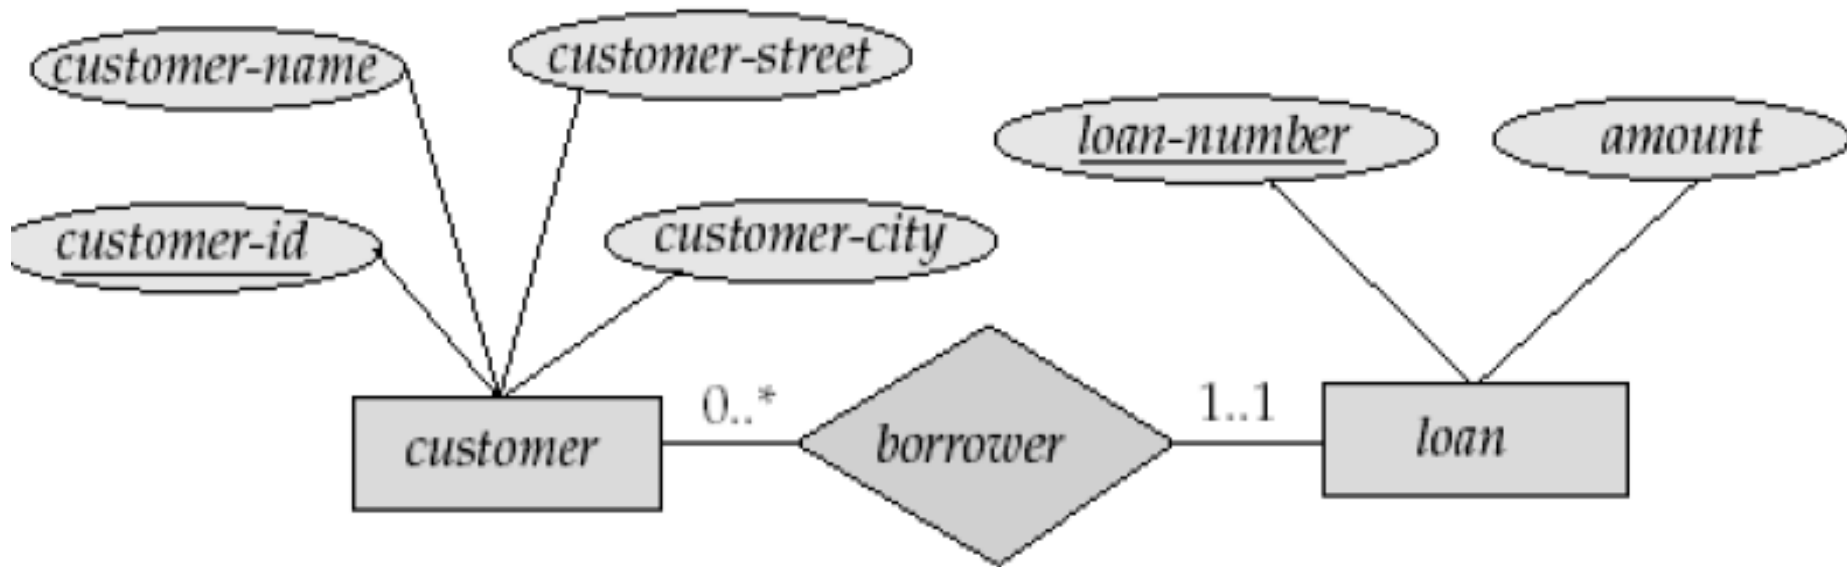 customer-name
customer-street
loan-number
amount
customer-id
customer-city
0..*
1..1
customer
borrower
loan